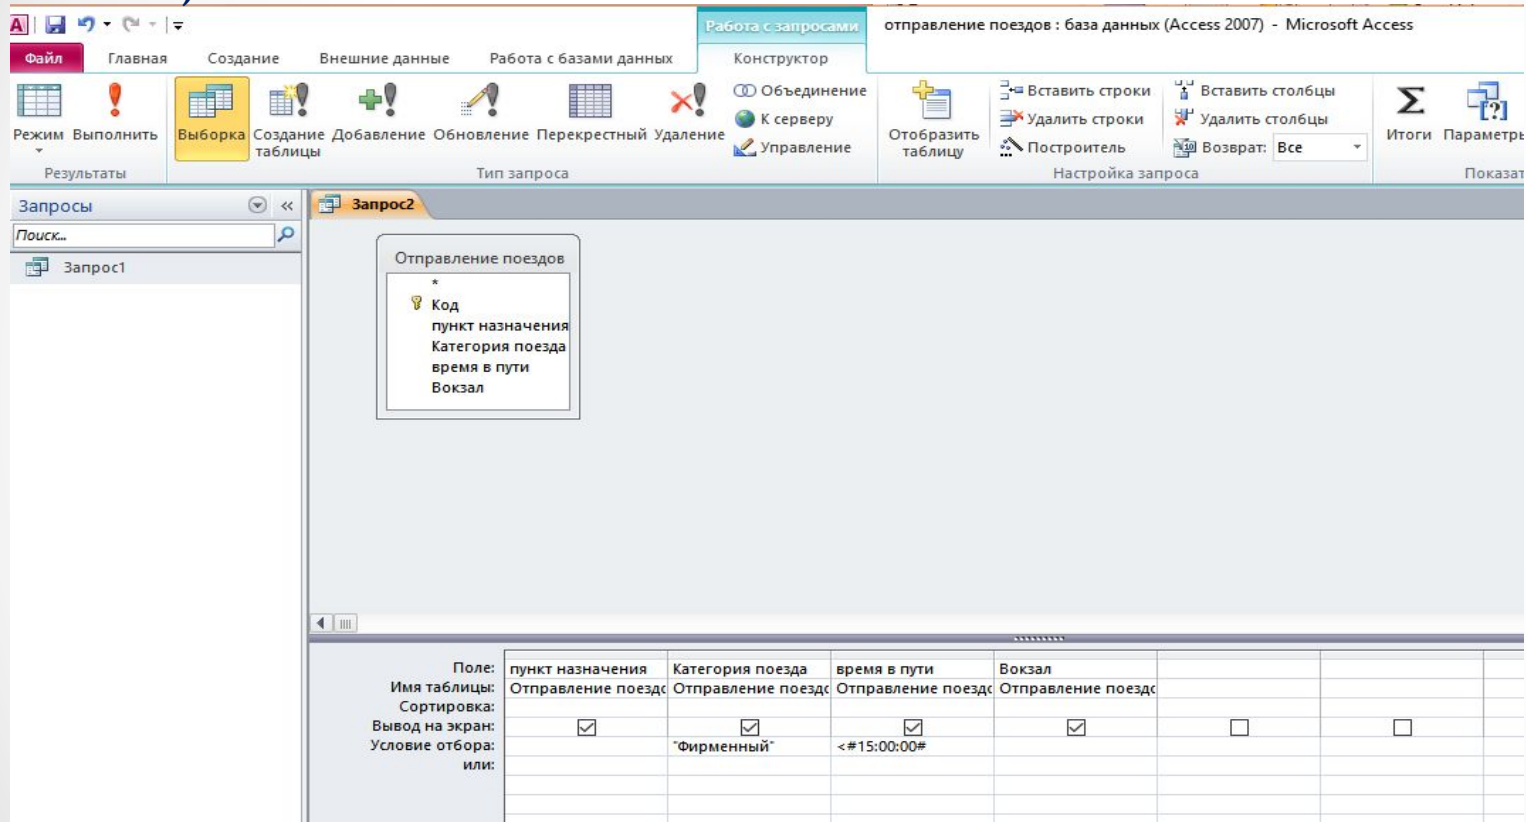 Работа с запросами
отправление поездов : база данных (Access 2007) - Microsoft Access
Файл Главная Создание Внешние данные Работа с базами данных Конструктор
Режим
Выполнить
Выборка
Создание таблицы
Добавление
Обновление
Перекрестный
Удаление
Объединение
К серверу
Управление
Отобразить таблицу
Вставить строки
Удалить строки
Построитель
Вставить столбцы
Удалить столбцы
Возврат: Все
Итоги
Параметры
Результаты
Тип запроса
Настройка запроса
Показат
Запросы
Поиск...
Запрос1
Запрос2
Отправление поездов
*
Код
пункт назначения
Категория поезда
время в пути
Вокзал
Поле: пункт назначения Категория поезда время в пути Вокзал
Имя таблицы: Отправление поездо Отправление поездо Отправление поездо Отправление поездо
Сортировка:
Вывод на экран:
Условие отбора: "Фирменный" <#15:00:00#
или: